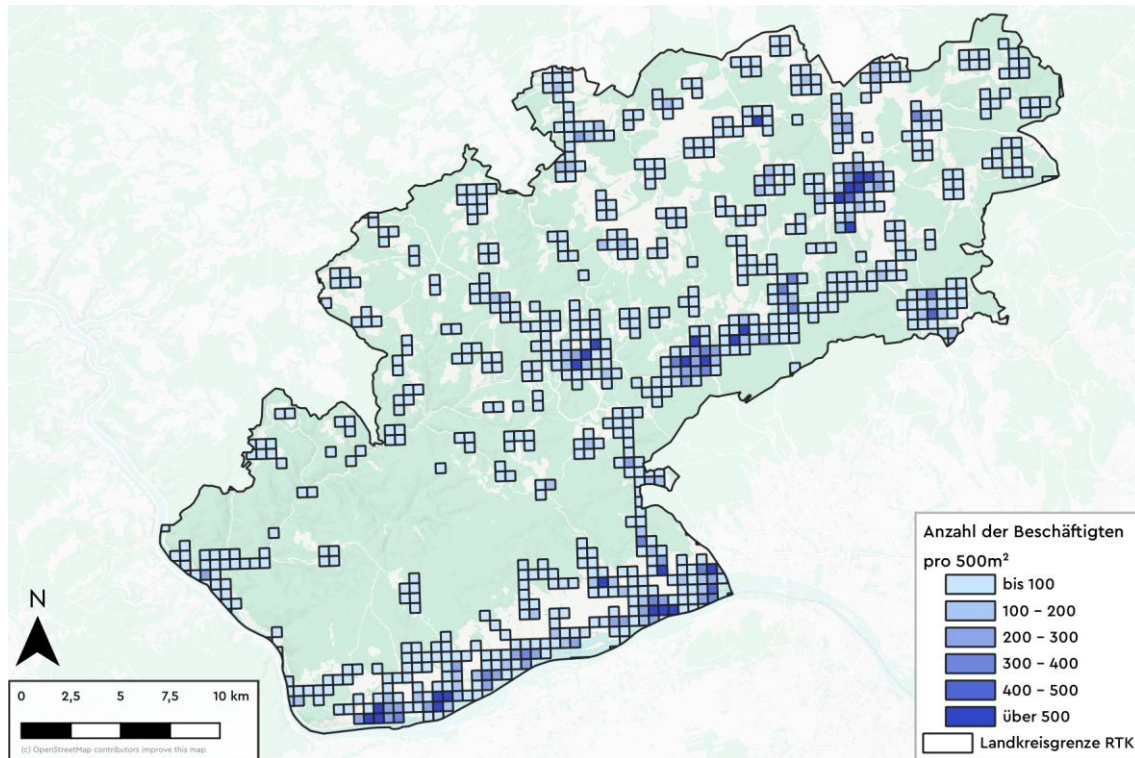 N
0 2,5 5 7,5 10 km
(c) OpenStreetMap contributors improve this map
Anzahl der Beschäftigten
pro 500m²
bis 100
100 - 200
200 - 300
300 - 400
400 - 500
über 500
Landkreisgrenze RTK